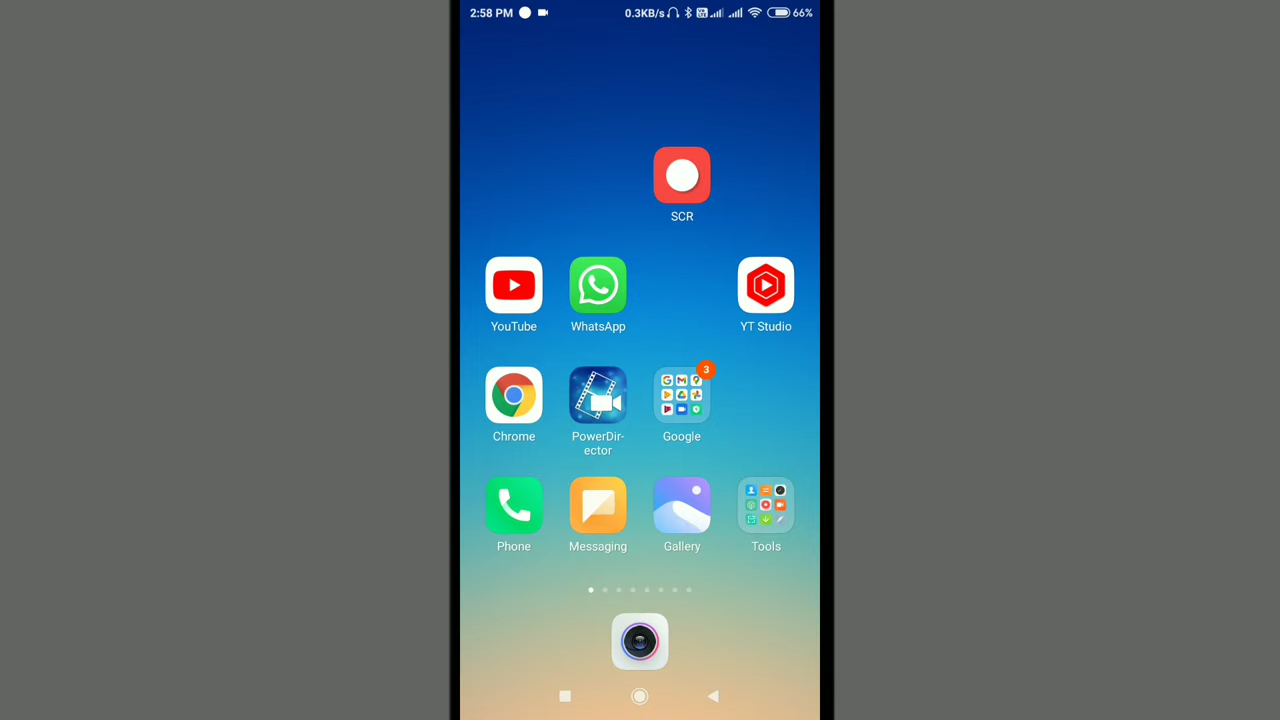 2:58 PM 0.3KB/s 66%
SCR
YouTube WhatsApp YT Studio
3
Chrome PowerDir- Google
ector
Phone Messaging Gallery Tools